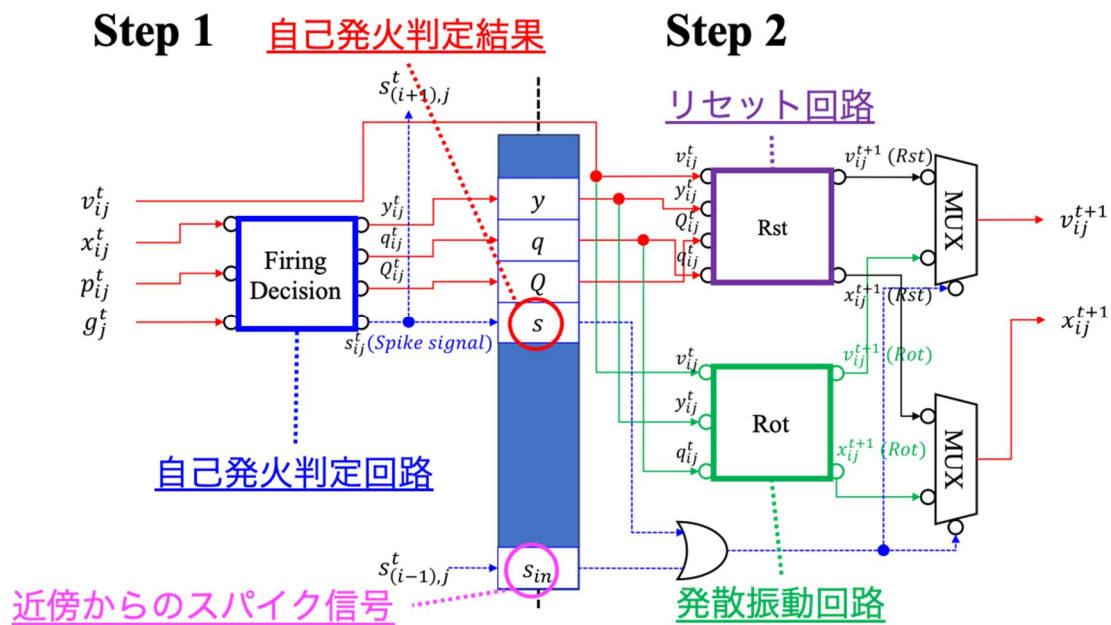 Step 1
自己発火判定結果
Step 2
s^t_{(i+1),j}
リセット回路
v^t_{ij}
x^t_{ij}
p^t_{ij}
g^t_j
Firing
Decision
y^t_{ij}
q^t_{ij}
Q^t_{ij}
s^t_{ij}(Spike signal)
y
q
Q
s
v^t_{ij}
y^t_{ij}
Q^t_{ij}
q^t_{ij}
Rst
v^{t+1}_{ij} (Rst)
x^{t+1}_{ij} (Rst)
MUX
v^{t+1}_{ij}
x^{t+1}_{ij}
v^t_{ij}
y^t_{ij}
q^t_{ij}
Rot
v^{t+1}_{ij} (Rot)
x^{t+1}_{ij} (Rot)
MUX
自己発火判定回路
s^t_{(i-1),j}
s_{in}
近傍からのスパイク信号
発散振動回路